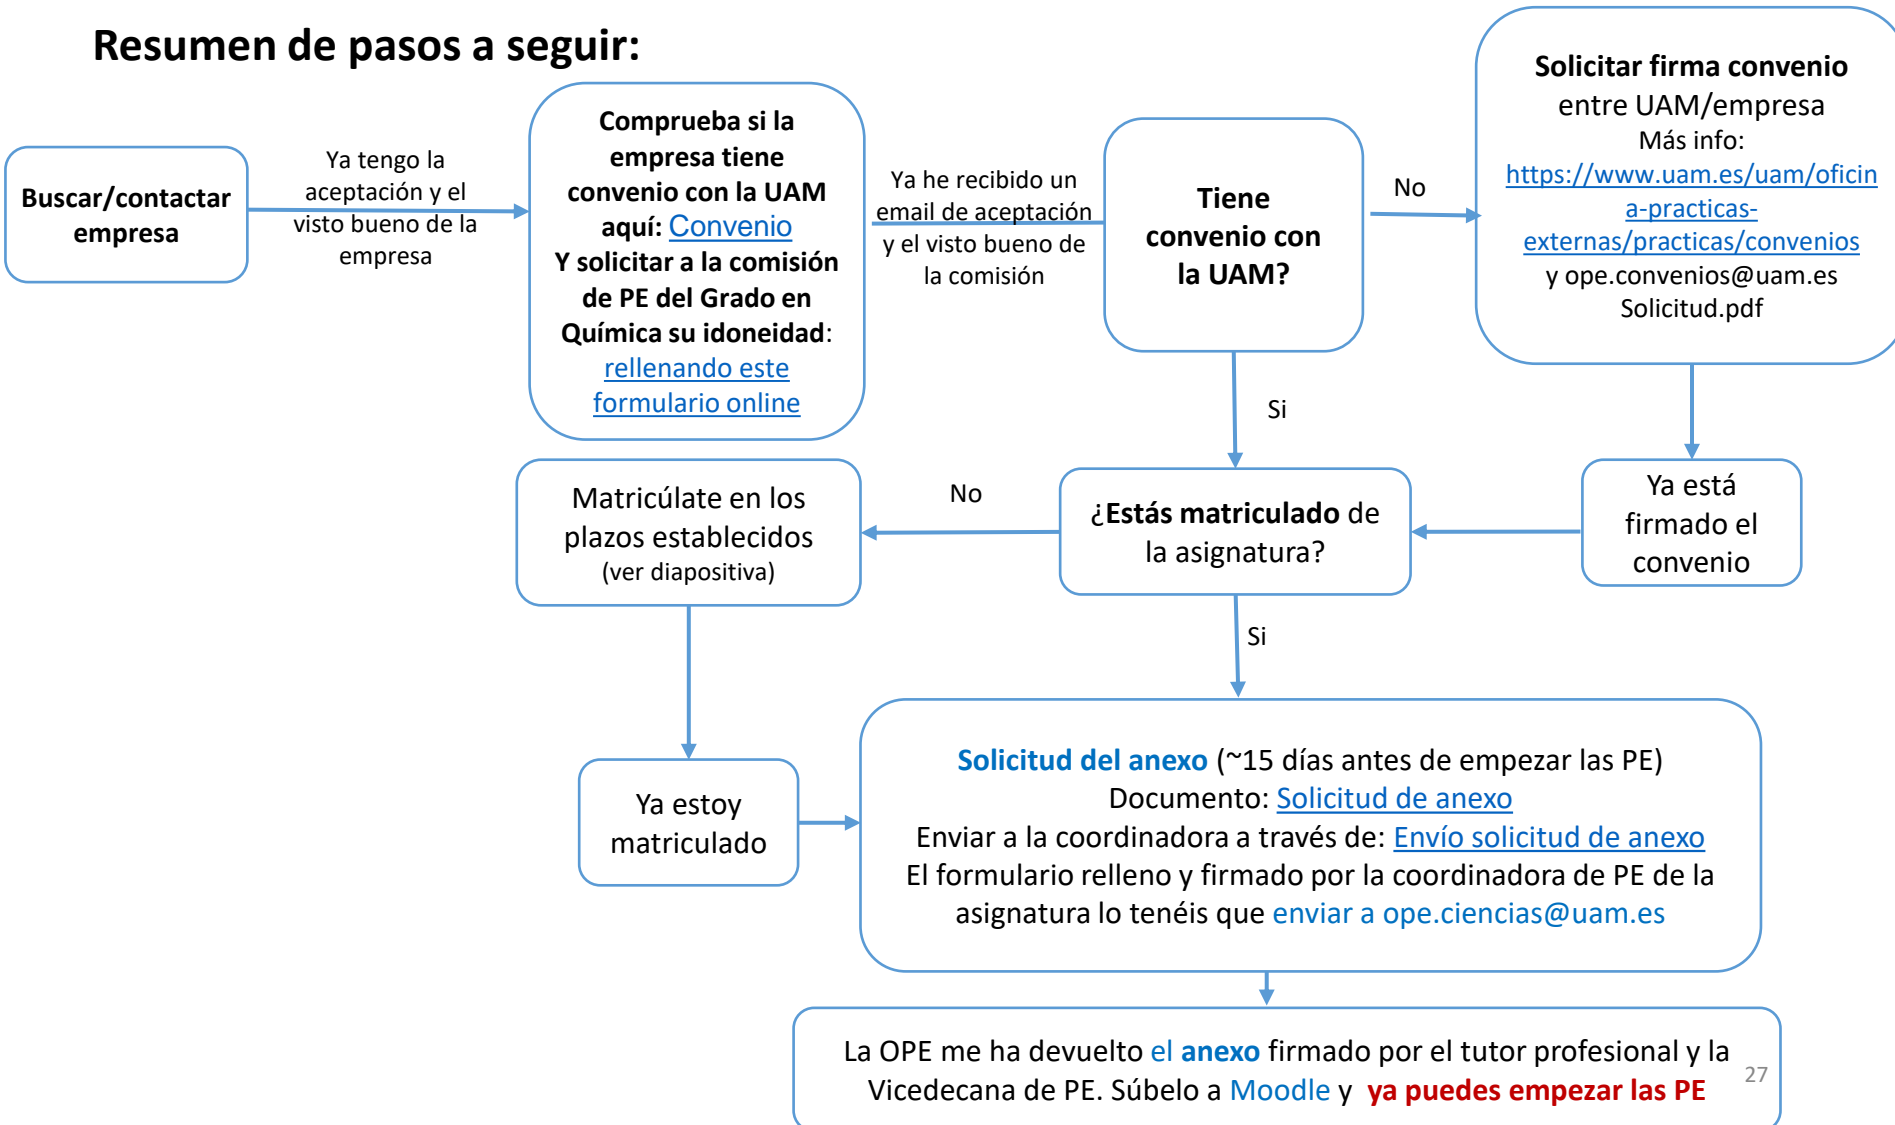 Resumen de pasos a seguir:
Buscar/contactar
empresa
Ya tengo la
aceptación y el
visto bueno de la
empresa
Comprueba si la
empresa tiene
convenio con la UAM
aquí: Convenio
Y solicitar a la comisión
de PE del Grado en
Química su idoneidad:
rellenando este
formulario online
Ya he recibido un
email de aceptación
y el visto bueno de
la comisión
Tiene
convenio con
la UAM?
No
Solicitar firma convenio
entre UAM/empresa
Más info:
https://www.uam.es/uam/oficin
a-practicas-
externas/practicas/convenios
y ope.convenios@uam.es
Solicitud.pdf
Si
Ya está
firmado el
convenio
¿Estás matriculado de
la asignatura?
No
Matricúlate en los
plazos establecidos
(ver diapositiva)
Si
Ya estoy
matriculado
Solicitud del anexo (~15 días antes de empezar las PE)
Documento: Solicitud de anexo
Enviar a la coordinadora a través de: Envío solicitud de anexo
El formulario relleno y firmado por la coordinadora de PE de la
asignatura lo tenéis que enviar a ope.ciencias@uam.es
La OPE me ha devuelto el anexo firmado por el tutor profesional y la
Vicedecana de PE. Súbelo a Moodle y ya puedes empezar las PE
27